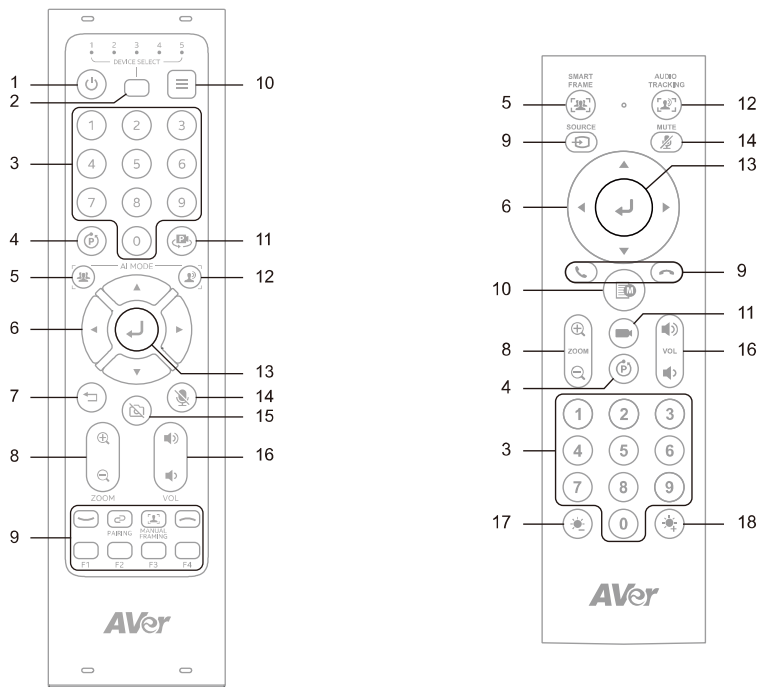 1 2 3 4 5
DEVICE SELECT
1
2
10
1 2 3
3
4 5 6
7 8 9
4
P
0
P
11
AI MODE
5
12
6
13
7
14
15
8
16
ZOOM
VOL
9
PAIRING
MANUAL
FRAMING
F1 F2 F3 F4
AVer
SMART
FRAME
AUDIO
TRACKING
5
12
SOURCE
MUTE
9
14
13
6
9
10
M
11
8
ZOOM
VOL
16
4
P
1 2 3
3
4 5 6
7 8 9
17
0
18
AVer